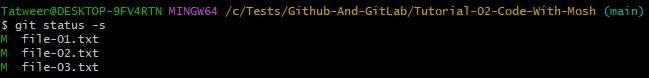 Tatweer@DESKTOP-9FV4RTN MINGW64 /c/Tests/Github-And-GitLab/Tutorial-02-Code-With-Mosh (main)
$ git status -s
M  file-01.txt
M  file-02.txt
M  file-03.txt